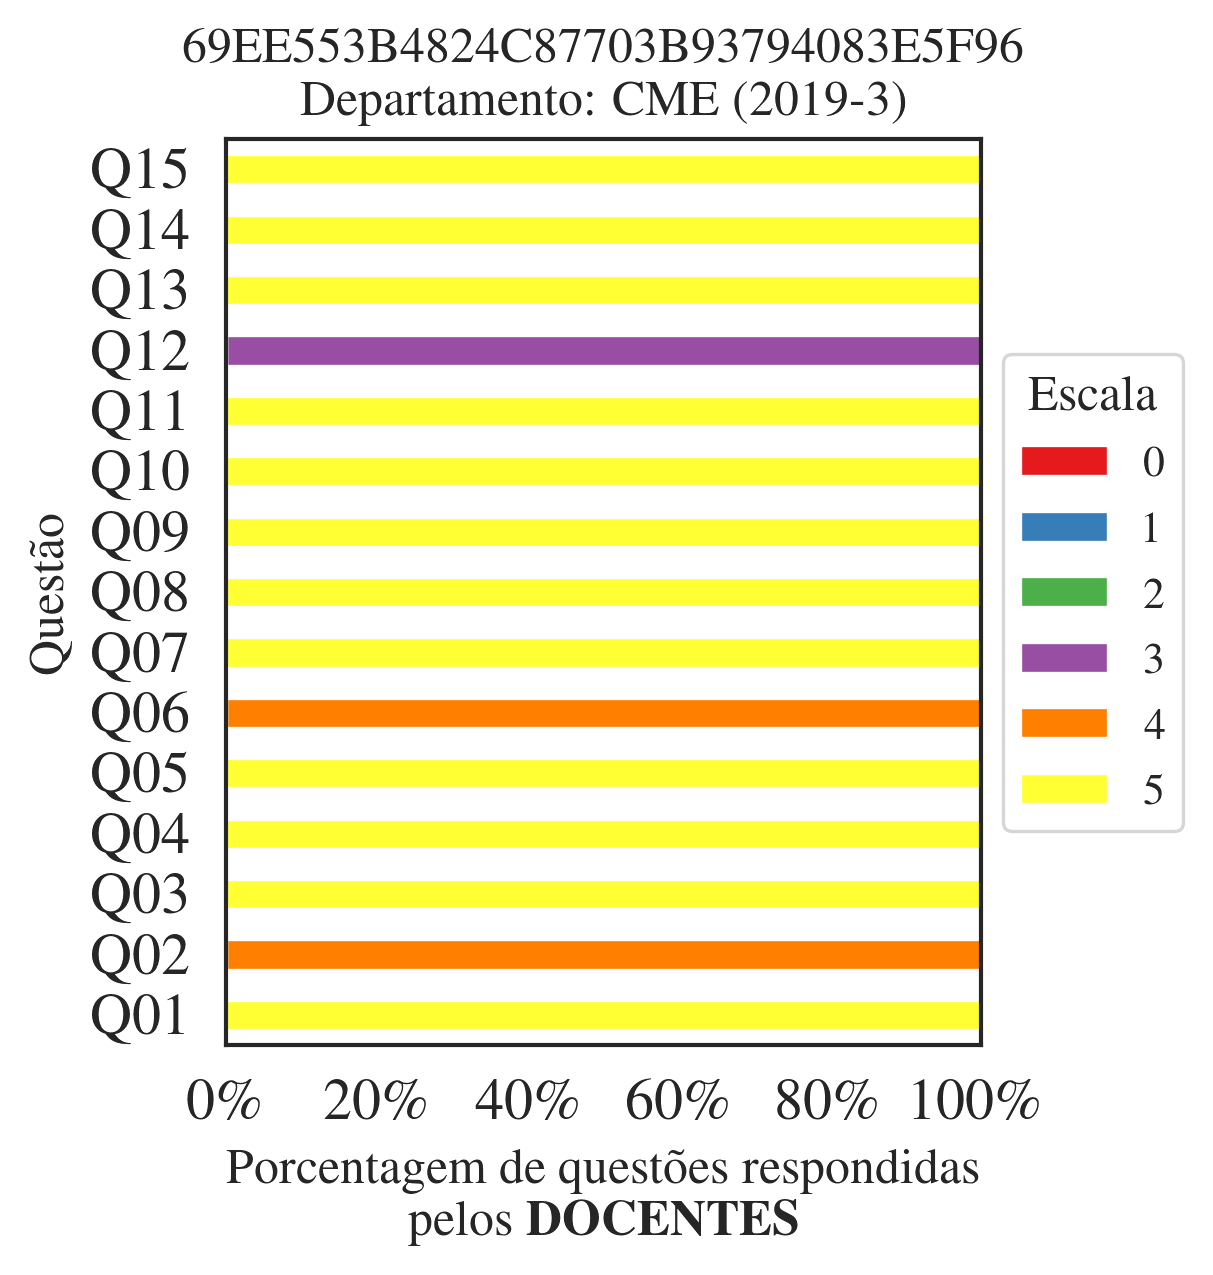 69EE553B4824C87703B93794083E5F96
Departamento: CME (2019-3)
Q15
Q14
Q13
Q12
Q11
Q10
Q09
Q08
Q07
Q06
Q05
Q04
Q03
Q02
Q01
Questão
0% 20% 40% 60% 80% 100%
Porcentagem de questões respondidas
pelos DOCENTES
Escala
0
1
2
3
4
5